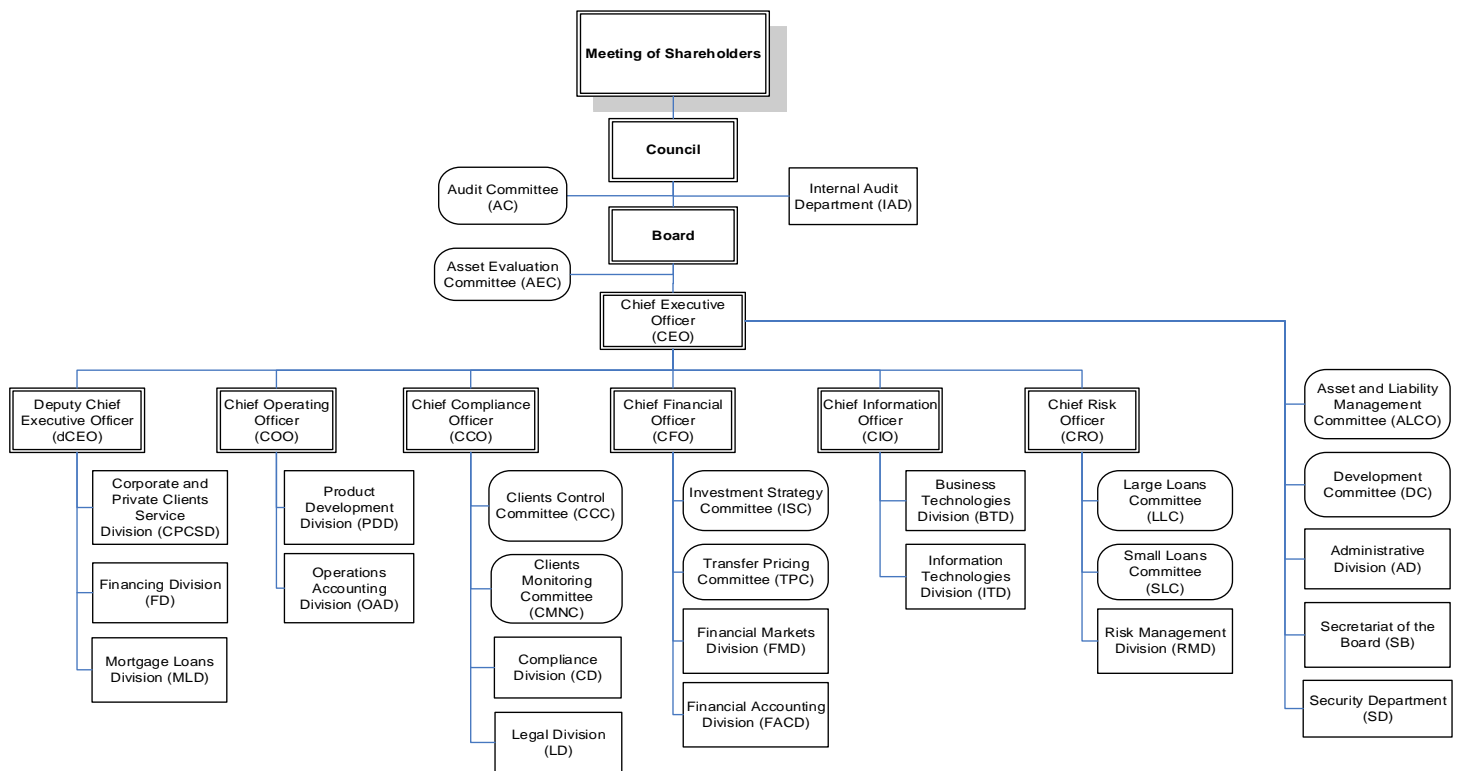 Meeting of Shareholders
Council
Audit Committee
(AC)
Internal Audit
Department (IAD)
Board
Asset Evaluation
Committee (AEC)
Chief Executive
Officer
(CEO)
Deputy Chief
Executive Officer
(dCEO)
Chief Operating
Officer
(COO)
Chief Compliance
Officer
(CCO)
Chief Financial
Officer
(CFO)
Chief Information
Officer
(CIO)
Chief Risk
Officer
(CRO)
Asset and Liability
Management
Committee (ALCO)
Corporate and
Private Clients
Service
Division (CPCSD)
Financing Division
(FD)
Mortgage Loans
Division (MLD)
Product
Development
Division (PDD)
Operations
Accounting
Division (OAD)
Clients Control
Committee (CCC)
Clients
Monitoring
Committee
(CMNC)
Compliance
Division (CD)
Legal Division
(LD)
Investment Strategy
Committee (ISC)
Transfer Pricing
Committee (TPC)
Financial Markets
Division (FMD)
Financial Accounting
Division (FACD)
Business
Technologies
Division (BTD)
Information
Technologies
Division (ITD)
Large Loans
Committee
(LLC)
Small Loans
Committee
(SLC)
Risk Management
Division (RMD)
Development
Committee (DC)
Administrative
Division (AD)
Secretariat of the
Board (SB)
Security Department
(SD)